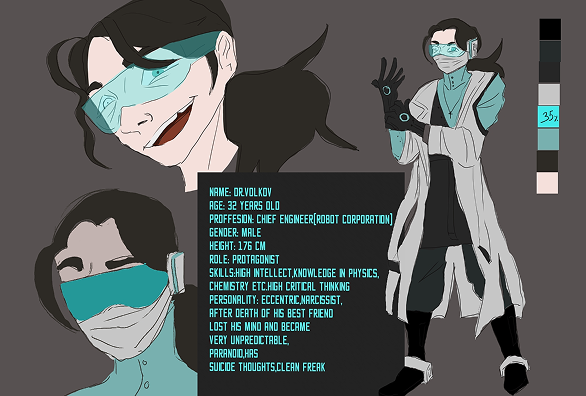 NAME: DR.VOLKOV
AGE: 32 YEARS OLD
PROFFESION: CHIEF ENGINEER(ROBOT CORPORATION)
GENDER: MALE
HEIGHT: 176 CM
ROLE: PROTAGONIST
SKILLS:HIGH INTELLECT,KNOWLEDGE IN PHYSICS,
CHEMISTRY ETC.HIGH CRITICAL THINKING
PERSONALITY: ECCENTRIC,NARCISSIST,
AFTER DEATH OF HIS BEST FRIEND
LOST HIS MIND AND BECAME
VERY UNPREDICTABLE,
PARANOID,HAS
SUICIDE THOUGHTS,CLEAN FREAK
35%